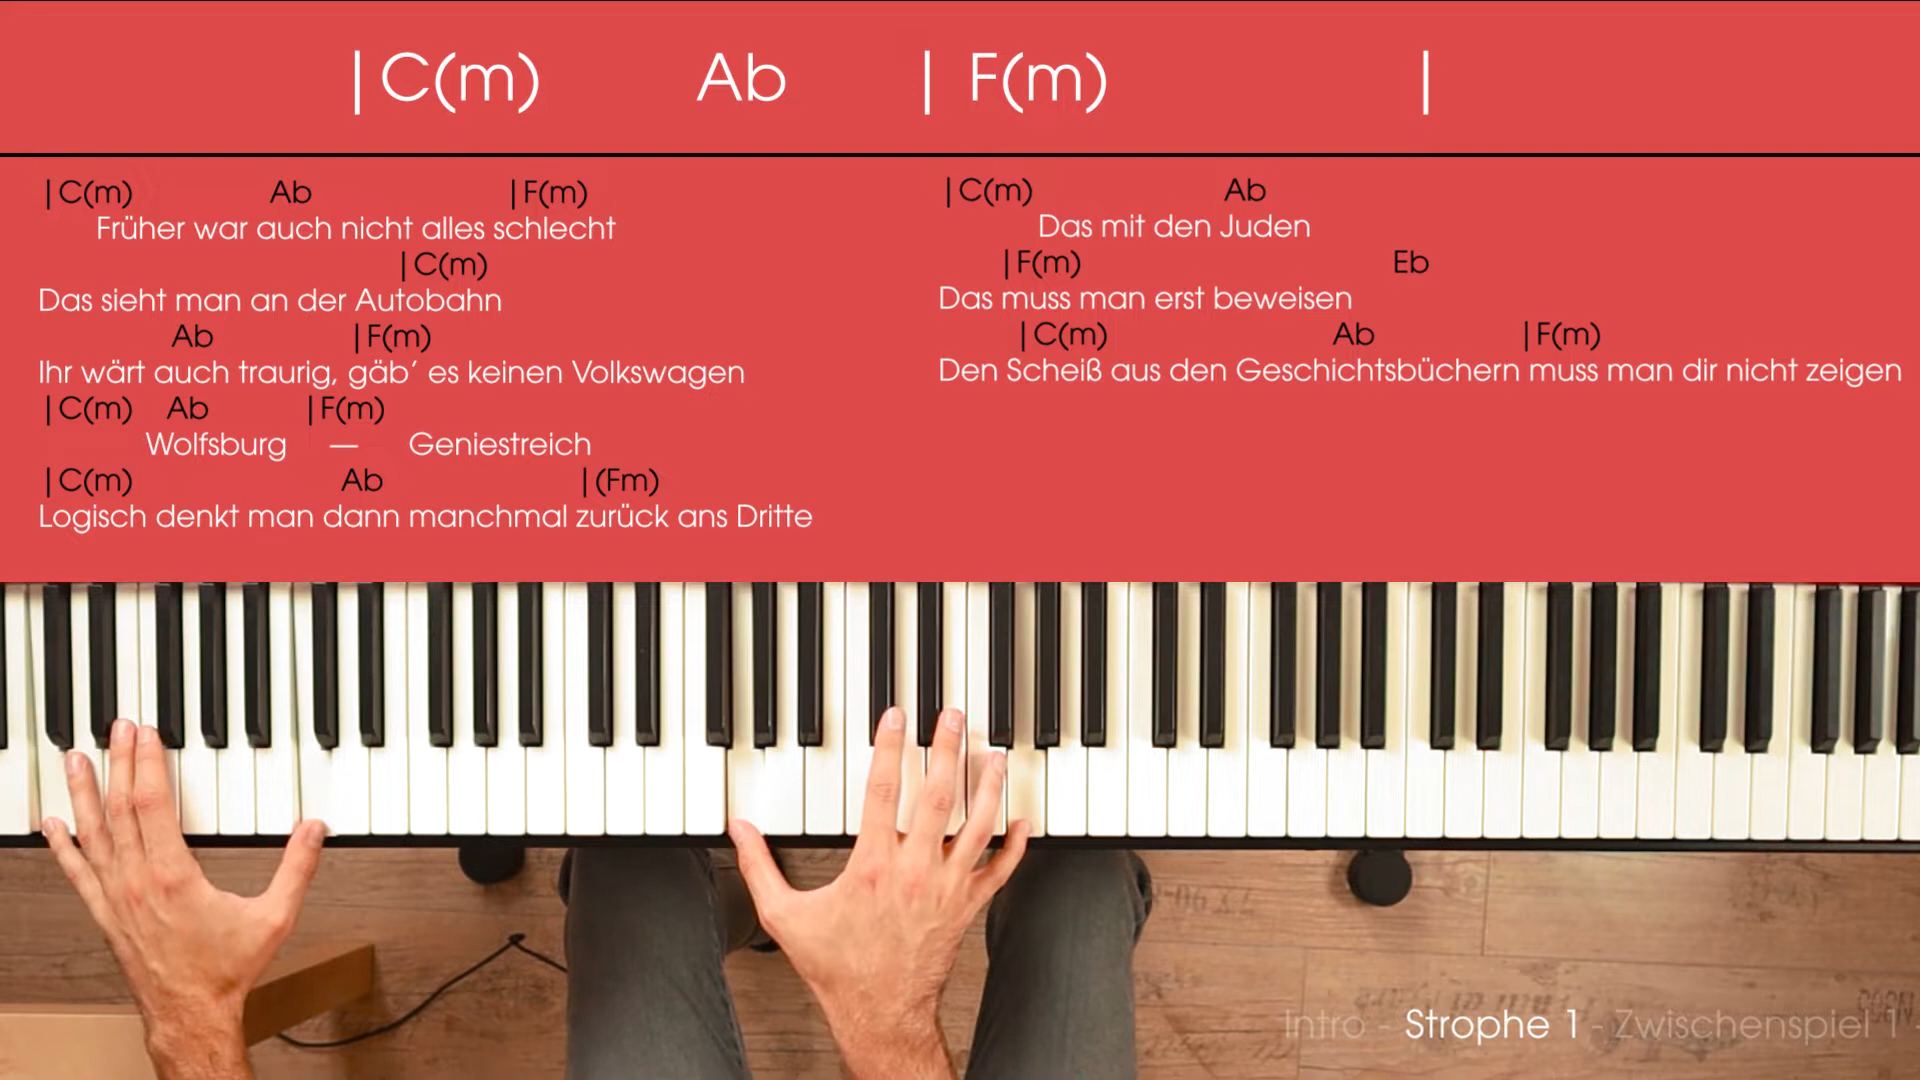 | C(m) Ab | F(m) |
| C(m) Ab | F(m)
Früher war auch nicht alles schlecht
| C(m)
Das sieht man an der Autobahn
Ab | F(m)
Ihr wärt auch traurig, gäb’ es keinen Volkswagen
| C(m) Ab | F(m)
Wolfsburg — Geniestreich
| C(m) Ab | (Fm)
Logisch denkt man dann manchmal zurück ans Dritte
| C(m) Ab
Das mit den Juden
| F(m) Eb
Das muss man erst beweisen
| C(m) Ab | F(m)
Den Scheiß aus den Geschichtsbüchern muss man dir nicht zeigen
Intro - Strophe 1 - Zwischenspiel 1 -